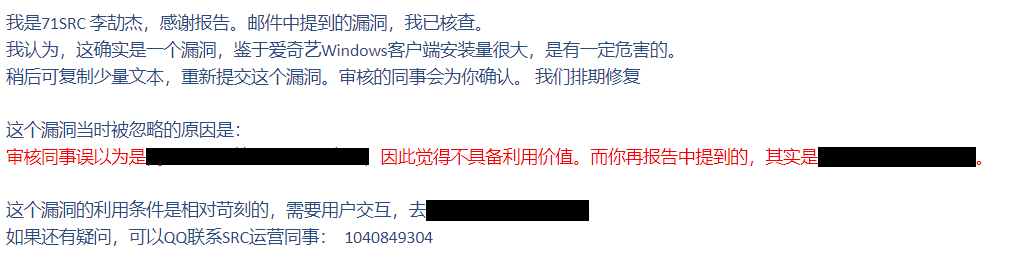 我是71SRC 李劼杰，感谢报告。邮件中提到的漏洞，我已核查。
我认为，这确实是一个漏洞，鉴于爱奇艺Windows客户端安装量很大，是有一定危害的。
稍后可复制少量文本，重新提交这个漏洞。审核的同事会为你确认。 我们排期修复
这个漏洞当时被忽略的原因是：
审核同事误以为是 因此觉得不具备利用价值。而你再报告中提到的，其实是 。
这个漏洞的利用条件是相对苛刻的，需要用户交互，去
如果还有疑问，可以QQ联系SRC运营同事： 1040849304